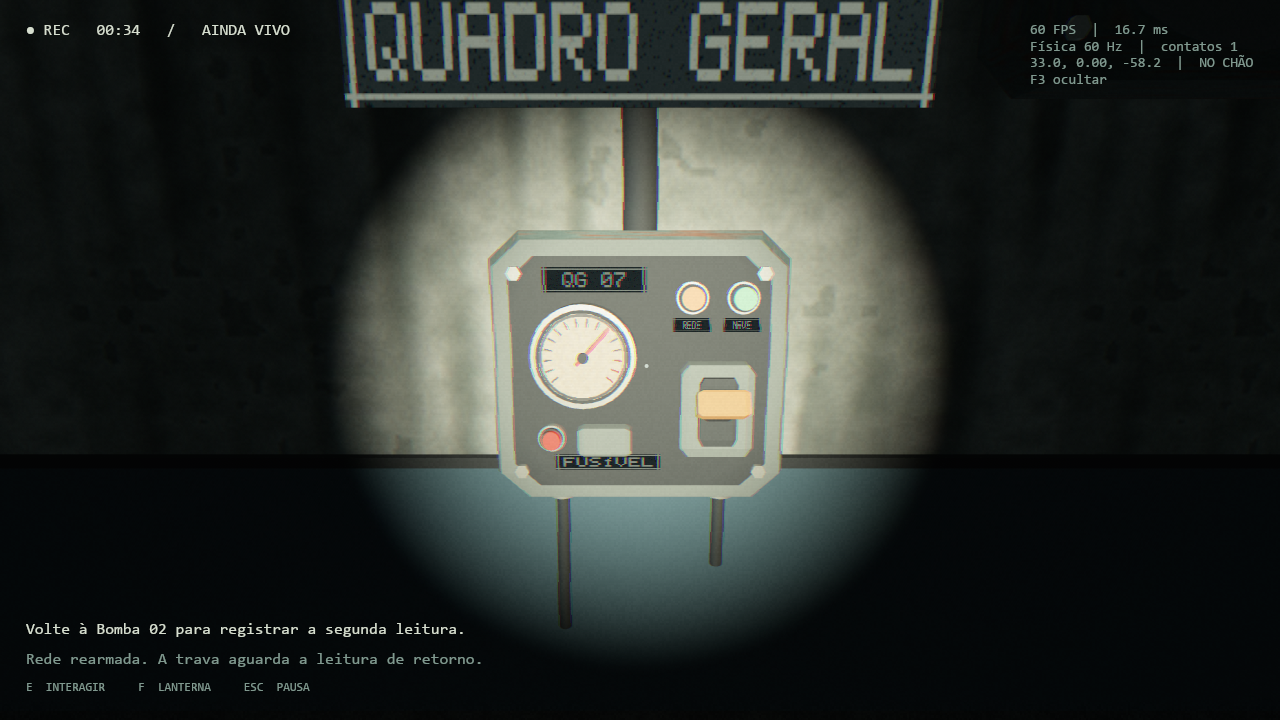 ● REC 00:34 / AINDA VIVO
60 FPS | 16.7 ms
Física 60 Hz | contatos 1
33.0, 0.00, -58.2 | NO CHÃO
F3 ocultar
QUADRO GERAL
QG 07
REDE NAVE
FUSíVEL
Volte à Bomba 02 para registrar a segunda leitura.
Rede rearmada. A trava aguarda a leitura de retorno.
E INTERAGIR F LANTERNA ESC PAUSA